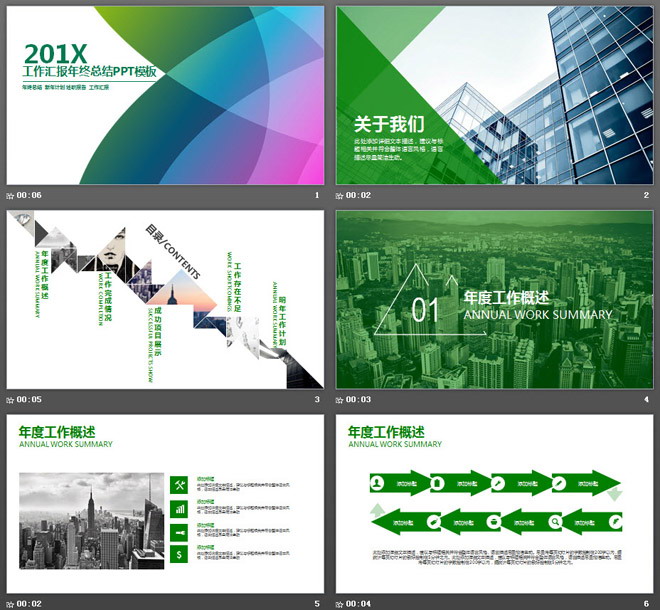 201X
工作汇报年终总结PPT模板
年终总结 新年计划 述职报告 工作汇报
00:06
1
关于我们
此处添加详细文本描述，建议与标
题相关并符合整体语言风格，语言
描述尽量简洁生动。
00:02
2
目录/CONTENTS
年度工作概述
ANNUAL WORK SUMMARY
工作完成情况
WORK COMPLETION
成功项目展示
SUCCESSFUL PROJECTS SHOW
工作存在不足
WORK SHORTCOMINGS
明年工作计划
ANNUAL WORK SUMMARY
00:05
3
01
年度工作概述
ANNUAL WORK SUMMARY
00:03
4
年度工作概述
ANNUAL WORK SUMMARY
添加标题
添加标题
添加标题
添加标题
$
00:02
5
年度工作概述
ANNUAL WORK SUMMARY
添加标题
添加标题
添加标题
添加标题
添加标题
添加标题
添加标题
添加标题
00:04
6